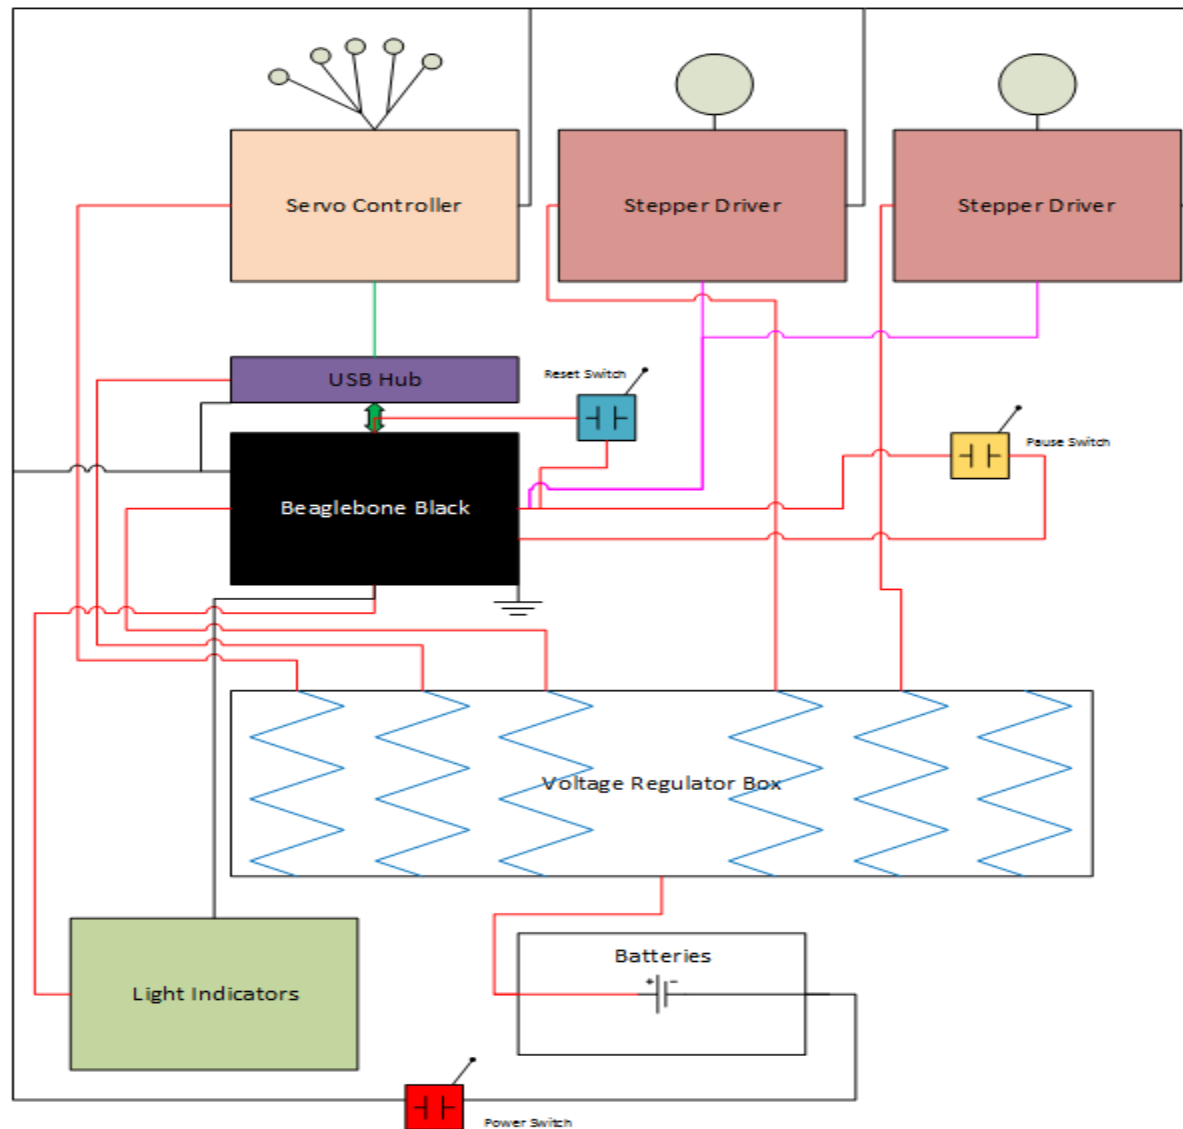 Servo Controller
Stepper Driver
Stepper Driver
USB Hub
Reset Switch
Pause Switch
Beaglebone Black
Voltage Regulator Box
Batteries
+ -
Light Indicators
Power Switch